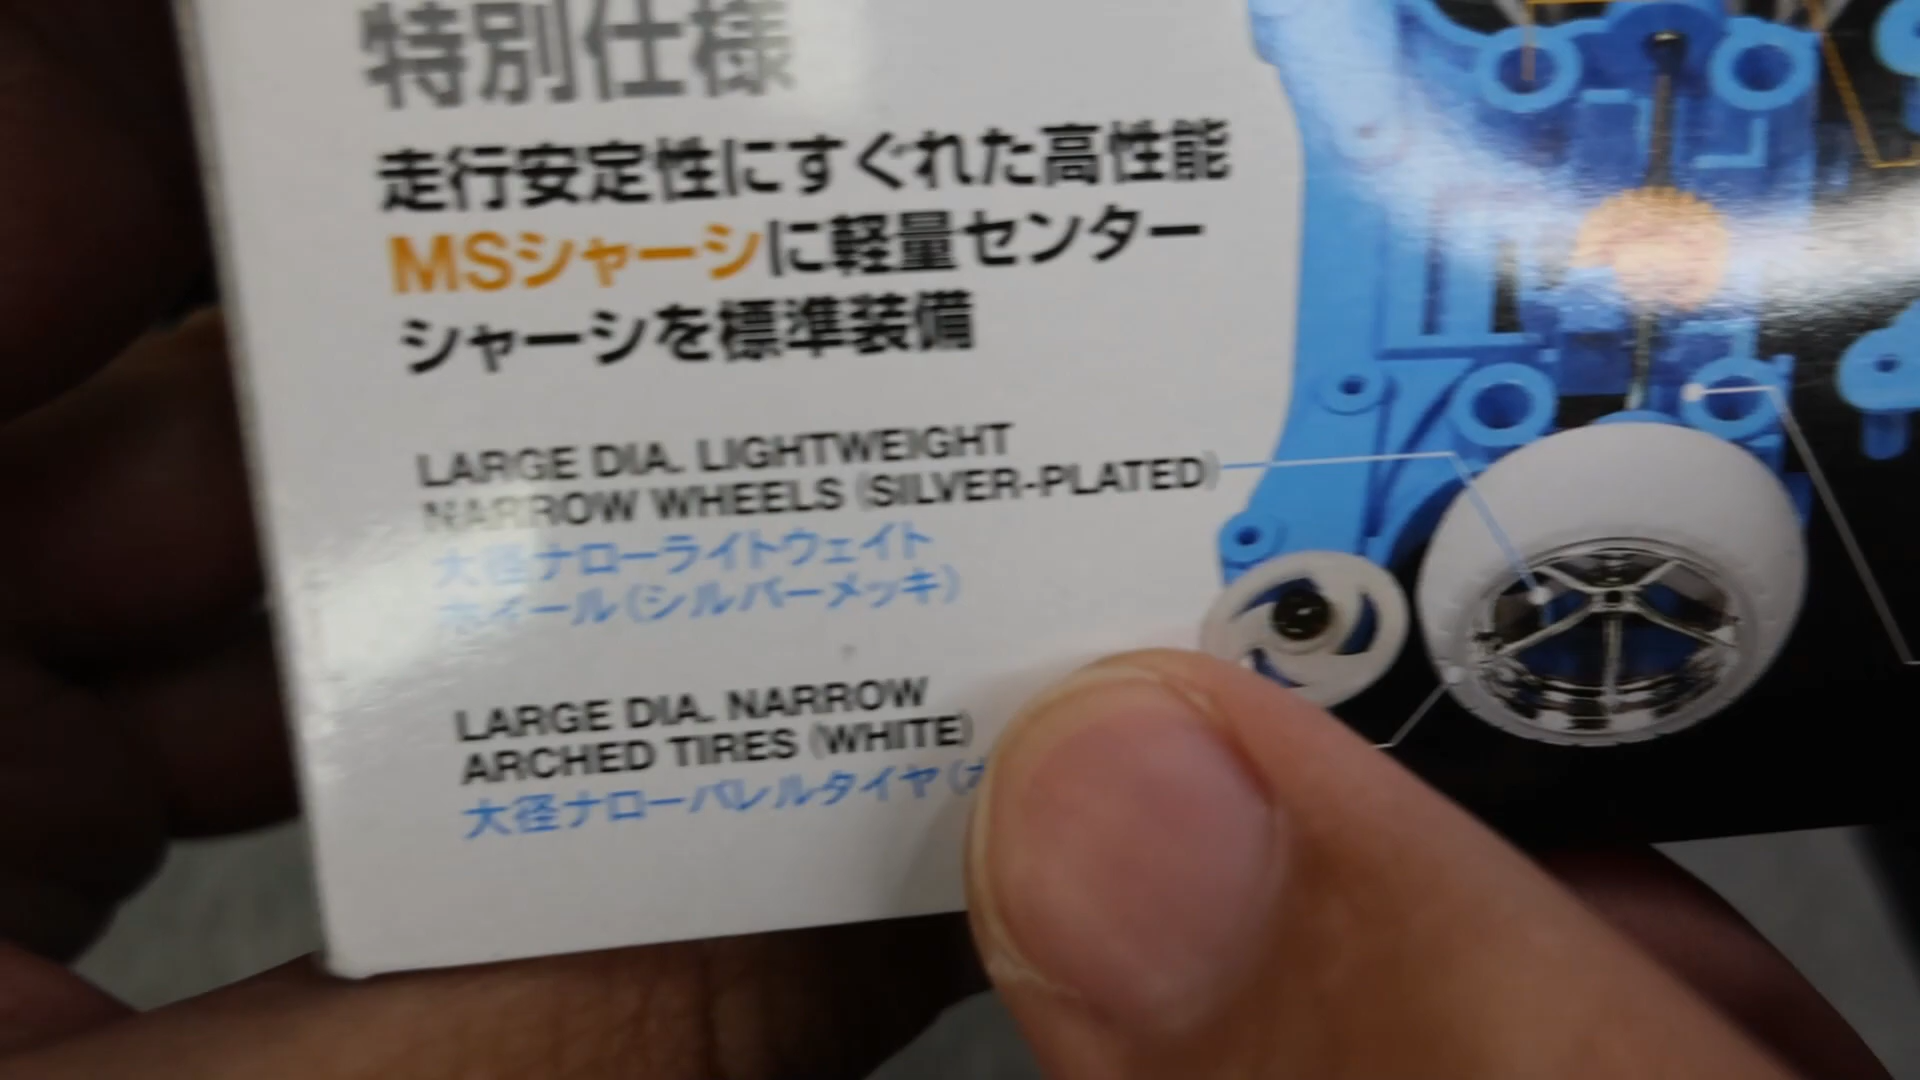 特別仕様
走行安定性にすぐれた高性能
MSシャーシに軽量センター
シャーシを標準装備
LARGE DIA. LIGHTWEIGHT
NARROW WHEELS (SILVER-PLATED)
大径ナローライトウェイト
ホイール(シルバーメッキ)
LARGE DIA. NARROW
ARCHED TIRES (WHITE)
大径ナローバレルタイヤ(